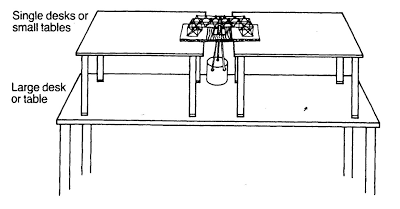 Single desks or
small tables
Large desk
or table